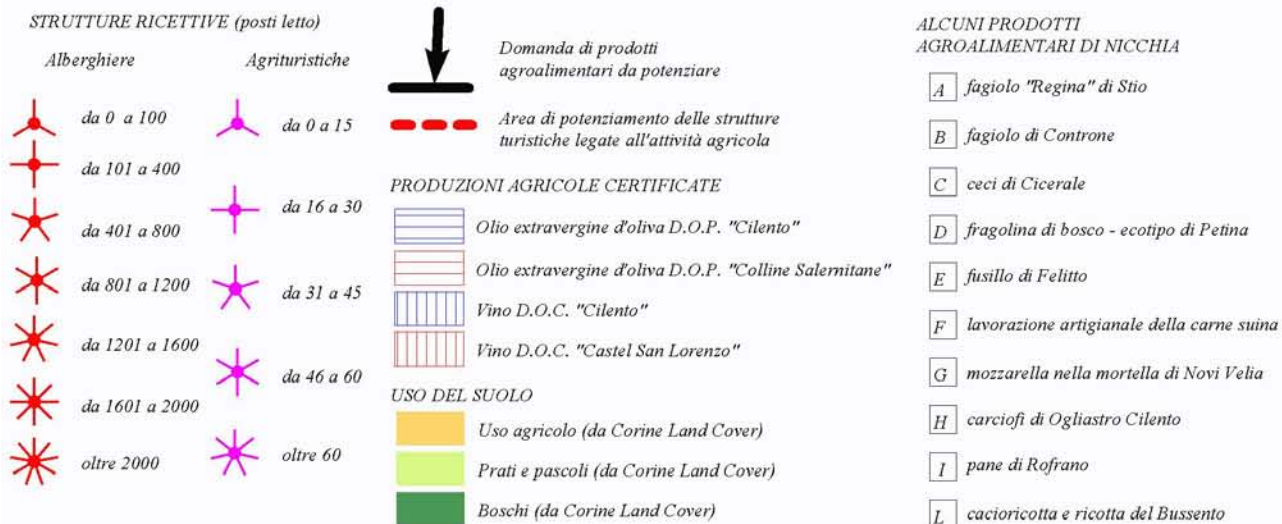 STRUTTURE RICETTIVE (posti letto)
Alberghiere
da 0 a 100
da 101 a 400
da 401 a 800
da 801 a 1200
da 1201 a 1600
da 1601 a 2000
oltre 2000
Agrituristiche
da 0 a 15
da 16 a 30
da 31 a 45
da 46 a 60
oltre 60
Domanda di prodotti
agroalimentari da potenziare
Area di potenziamento delle strutture
turistiche legate all'attività agricola
PRODUZIONI AGRICOLE CERTIFICATE
Olio extravergine d'oliva D.O.P. "Cilento"
Olio extravergine d'oliva D.O.P. "Colline Salernitane"
Vino D.O.C. "Cilento"
Vino D.O.C. "Castel San Lorenzo"
USO DEL SUOLO
Uso agricolo (da Corine Land Cover)
Prati e pascoli (da Corine Land Cover)
Boschi (da Corine Land Cover)
ALCUNI PRODOTTI
AGROALIMENTARI DI NICCHIA
A fagiolo "Regina" di Stio
B fagiolo di Controne
C ceci di Cicerale
D fragolina di bosco - ecotipo di Petina
E fusillo di Felitto
F lavorazione artigianale della carne suina
G mozzarella nella mortella di Novi Velia
H carciofi di Ogliastro Cilento
I pane di Rofrano
L cacioricotta e ricotta del Bussento